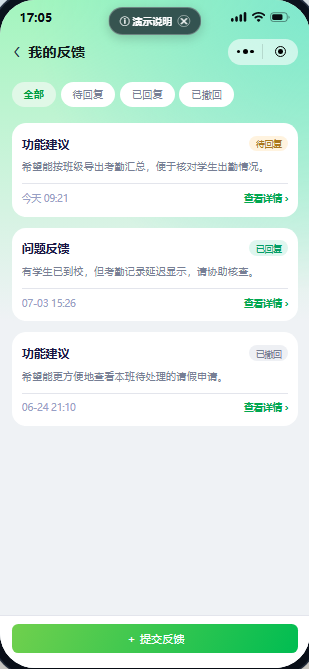 17:05
演示说明
我的反馈
全部 待回复 已回复 已撤回
功能建议 待回复
希望能按班级导出考勤汇总，便于核对学生出勤情况。
今天 09:21 查看详情 ›
问题反馈 已回复
有学生已到校，但考勤记录延迟显示，请协助核查。
07-03 15:26 查看详情 ›
功能建议 已撤回
希望能更方便地查看本班待处理的请假申请。
06-24 21:10 查看详情 ›
+ 提交反馈